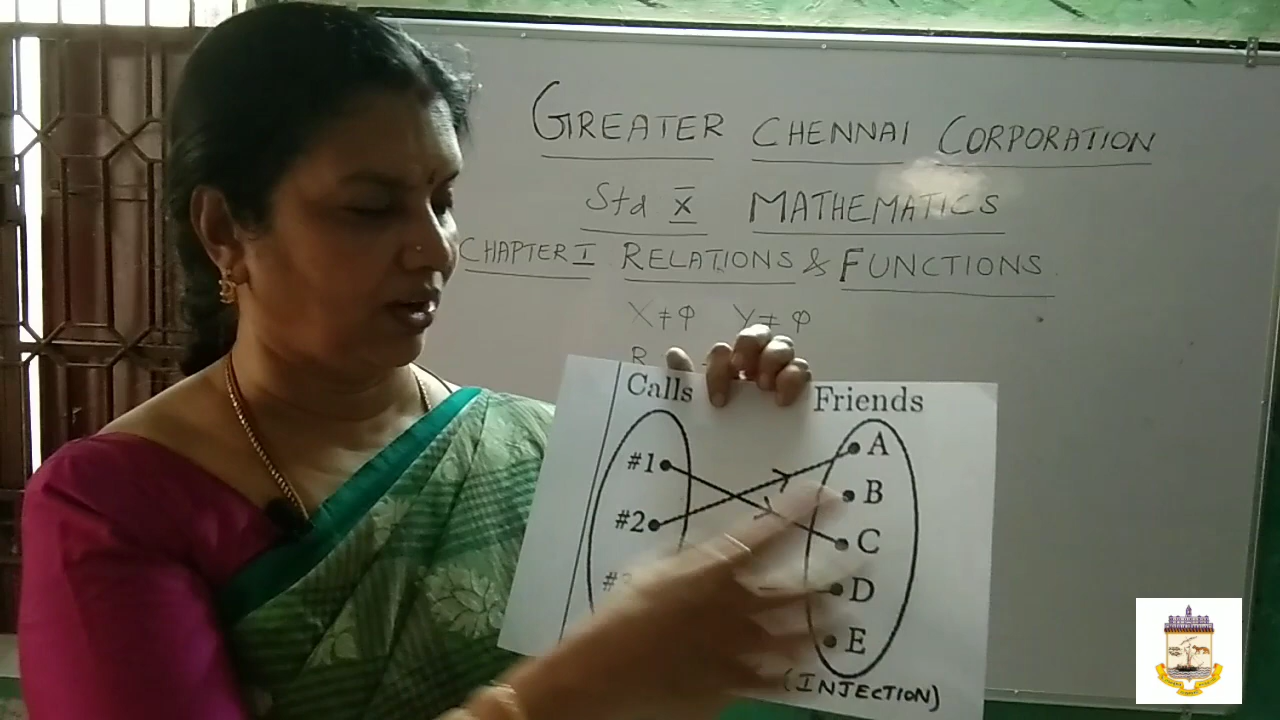 GREATER CHENNAI CORPORATION
Std X MATHEMATICS
CHAPTER I RELATIONS & FUNCTIONS
X ≠ φ Y ≠ φ
R
Calls Friends
#1 A
B
#2 C
D
E
(INJECTION)